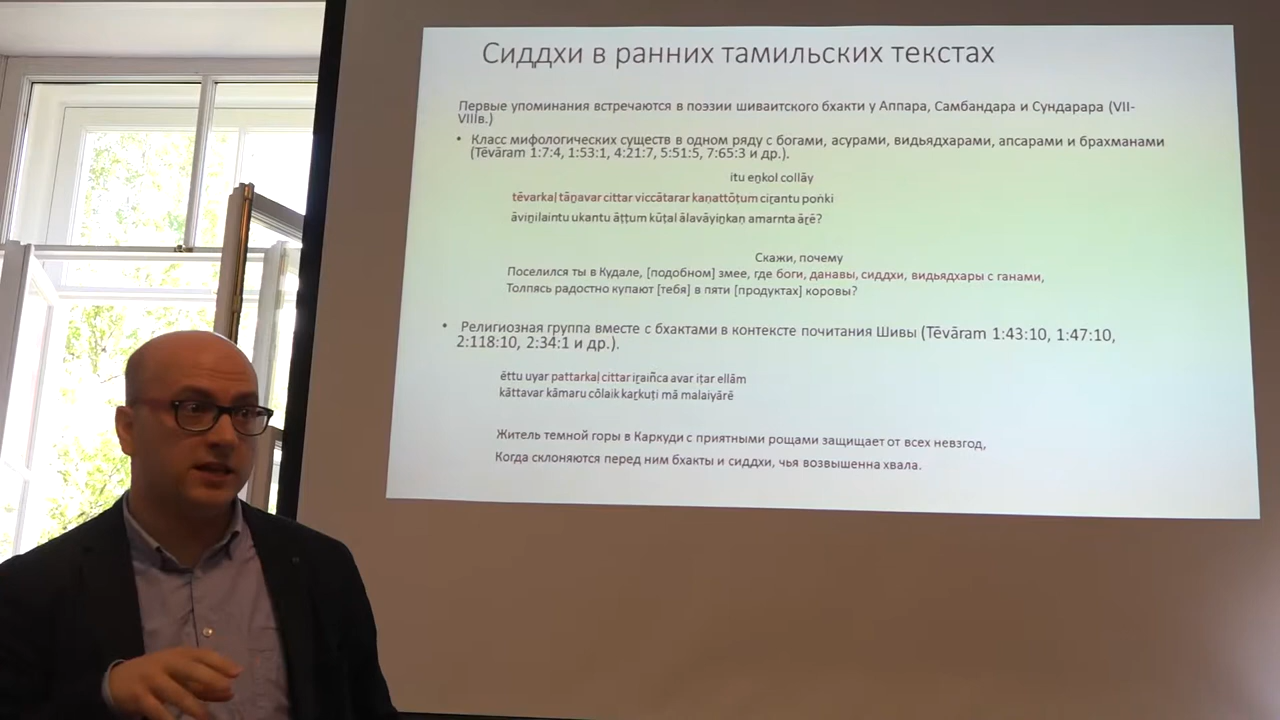 Сиддхи в ранних тамильских текстах
Первые упоминания встречаются в поэзии шиваитского бхакти у Аппара, Самбандара и Сундарара (VII-
VIIIв.)
• Класс мифологических существ в одном ряду с богами, асурами, видьядхарами, апсарами и брахманами
(Tēvāram 1:7:4, 1:53:1, 4:21:7, 5:51:5, 7:65:3 и др.).
itu eṉkol collāy
tēvarkaḷ tāṉavar cittar viccātarar kaṇattōṭum ciṟantu poṅki
āviṉilaintu ukantu āṭṭum kūṭal ālavāyiṉkaṇ amarnta āṟē?
Скажи, почему
Поселился ты в Кудале, [подобном] змее, где боги, данавы, сиддхи, видьядхары с ганами,
Толпясь радостно купают [тебя] в пяти [продуктах] коровы?
• Религиозная группа вместе с бхактами в контексте почитания Шивы (Tēvāram 1:43:10, 1:47:10,
2:118:10, 2:34:1 и др.).
ēttu uyar pattarkaḷ cittar iṟaiñca avar iṭar ellām
kāttavar kāmaru cōlaik kaṟkuṭi mā malaiyārē
Житель темной горы в Каркуди с приятными рощами защищает от всех невзгод,
Когда склоняются перед ним бхакты и сиддхи, чья возвышенна хвала.